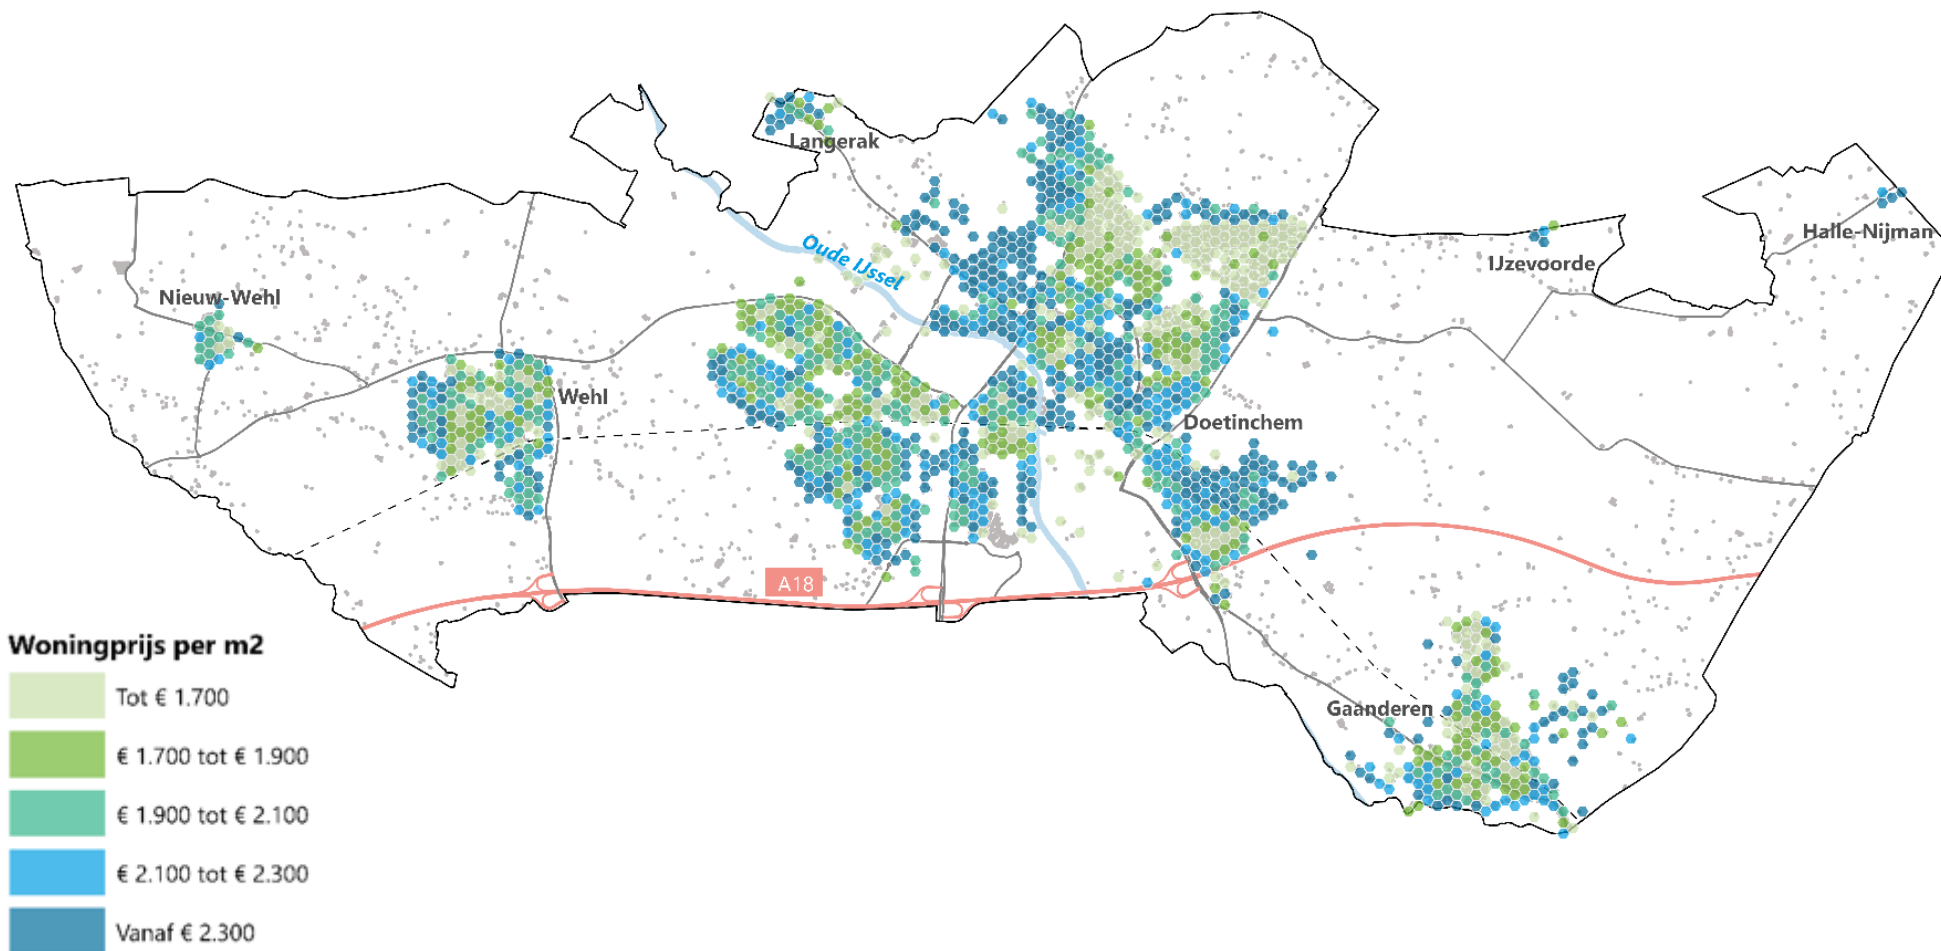 Langerak
Oude IJssel
Halle-Nijman
IJzevoorde
Nieuw-Wehl
Wehl
Doetinchem
A18
Gaanderen
Woningprijs per m2
Tot € 1.700
€ 1.700 tot € 1.900
€ 1.900 tot € 2.100
€ 2.100 tot € 2.300
Vanaf € 2.300